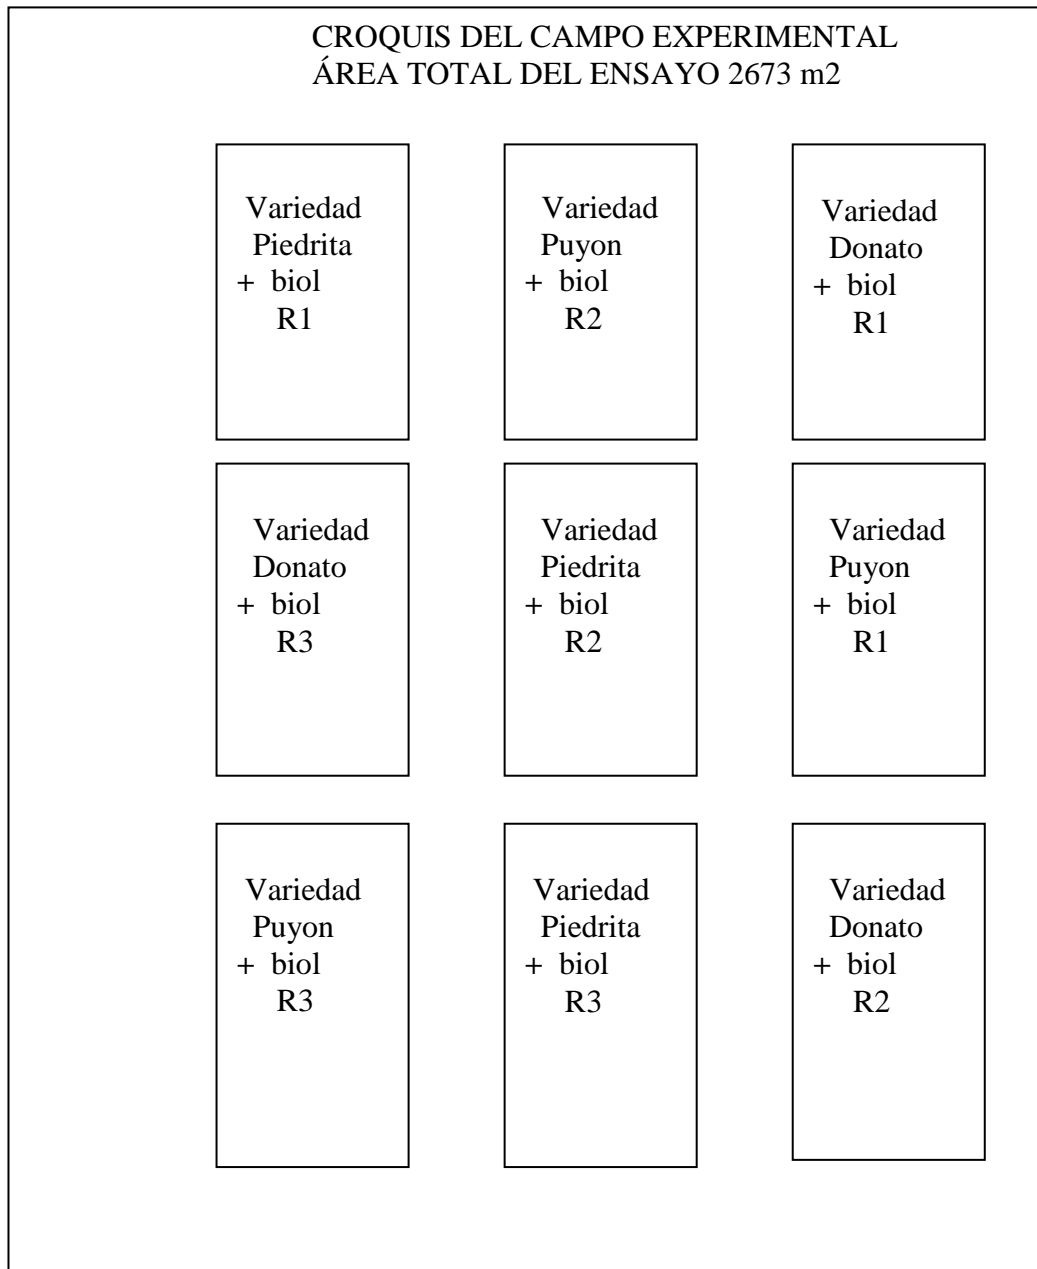 CROQUIS DEL CAMPO EXPERIMENTAL
ÁREA TOTAL DEL ENSAYO 2673 m2
Variedad
Piedrita
+ biol
R1
Variedad
Puyon
+ biol
R2
Variedad
Donato
+ biol
R1
Variedad
Donato
+ biol
R3
Variedad
Piedrita
+ biol
R2
Variedad
Puyon
+ biol
R1
Variedad
Puyon
+ biol
R3
Variedad
Piedrita
+ biol
R3
Variedad
Donato
+ biol
R2